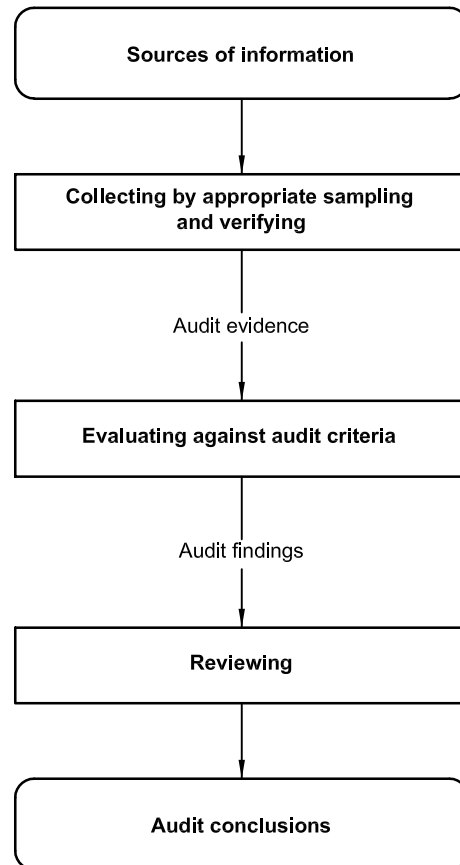 Sources of information
Collecting by appropriate sampling
and verifying
Audit evidence
Evaluating against audit criteria
Audit findings
Reviewing
Audit conclusions